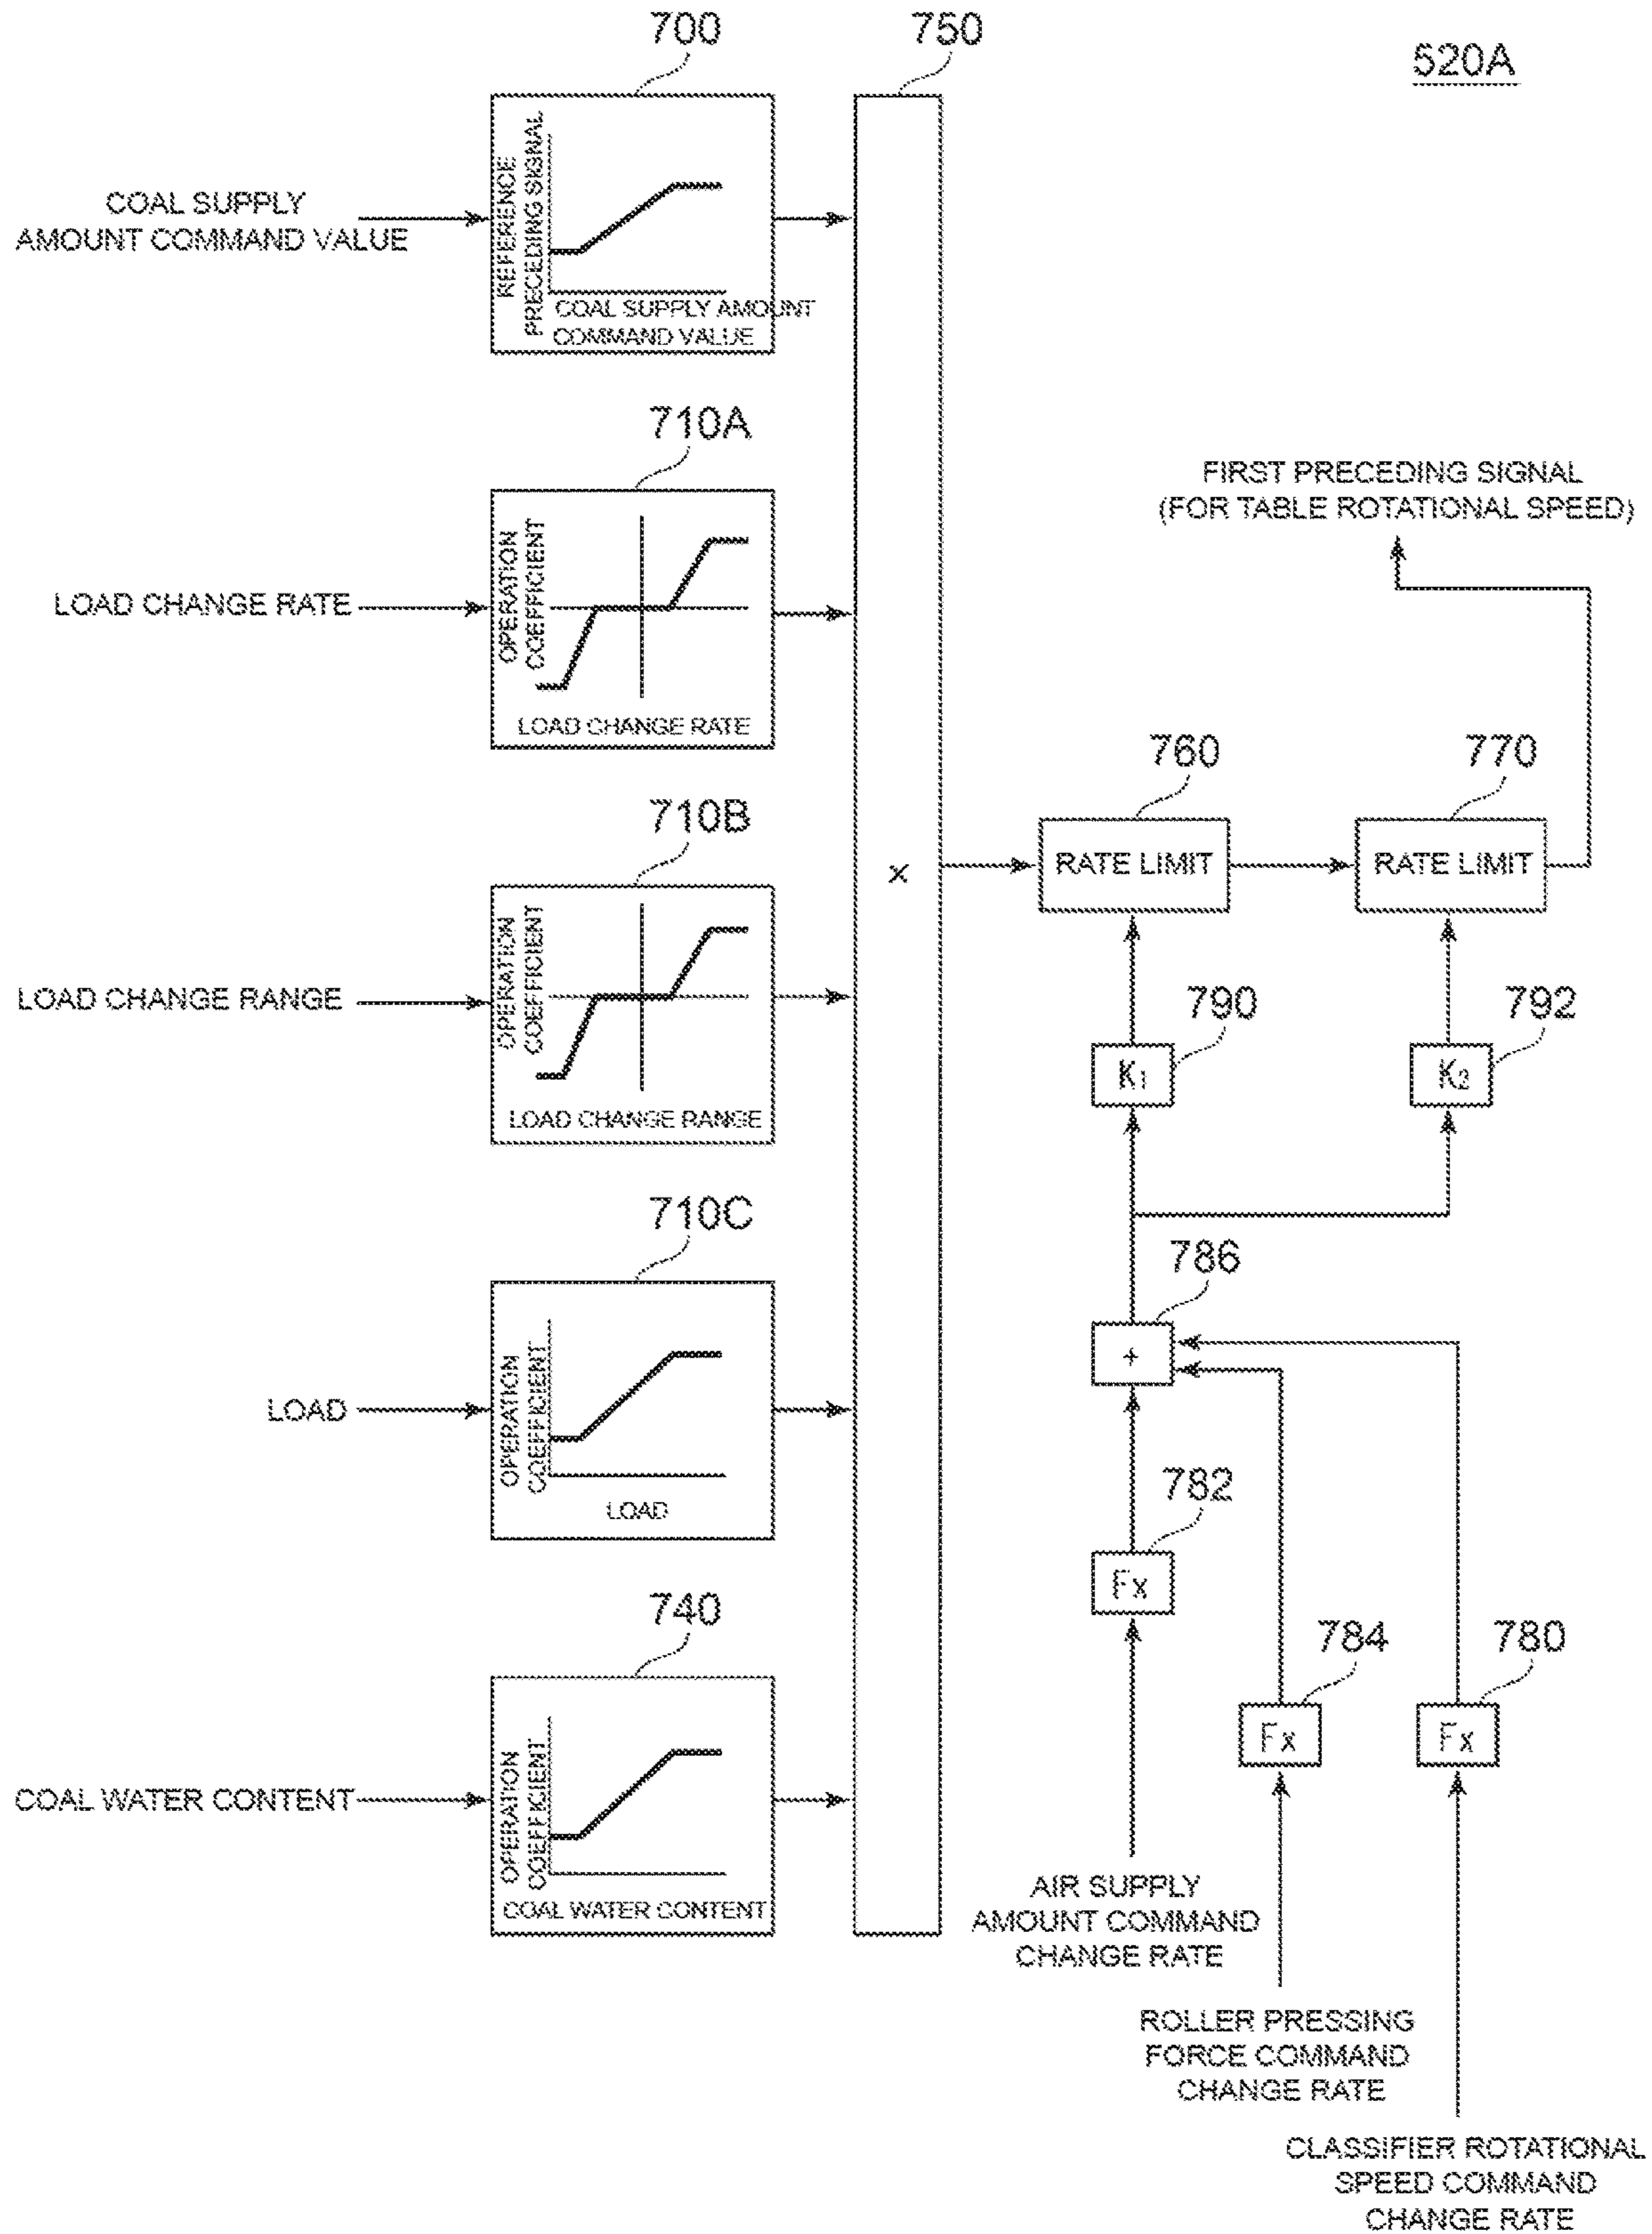 700
750
520A
REFERENCE
PRECEDING SIGNAL
COAL SUPPLY
AMOUNT COMMAND VALUE
COAL SUPPLY AMOUNT
COMMAND VALUE
710A
FIRST PRECEDING SIGNAL
(FOR TABLE ROTATIONAL SPEED)
OPERATION
COEFFICIENT
LOAD CHANGE RATE
LOAD CHANGE RATE
760
770
710B
RATE LIMIT
RATE LIMIT
x
OPERATION
COEFFICIENT
LOAD CHANGE RANGE
790
792
K1
K2
LOAD CHANGE RANGE
710C
786
+
OPERATION
COEFFICIENT
LOAD
782
LOAD
Fx
740
784
780
Fx
Fx
OPERATION
COEFFICIENT
COAL WATER CONTENT
COAL WATER CONTENT
AIR SUPPLY
AMOUNT COMMAND
CHANGE RATE
ROLLER PRESSING
FORCE COMMAND
CHANGE RATE
CLASSIFIER ROTATIONAL
SPEED COMMAND
CHANGE RATE